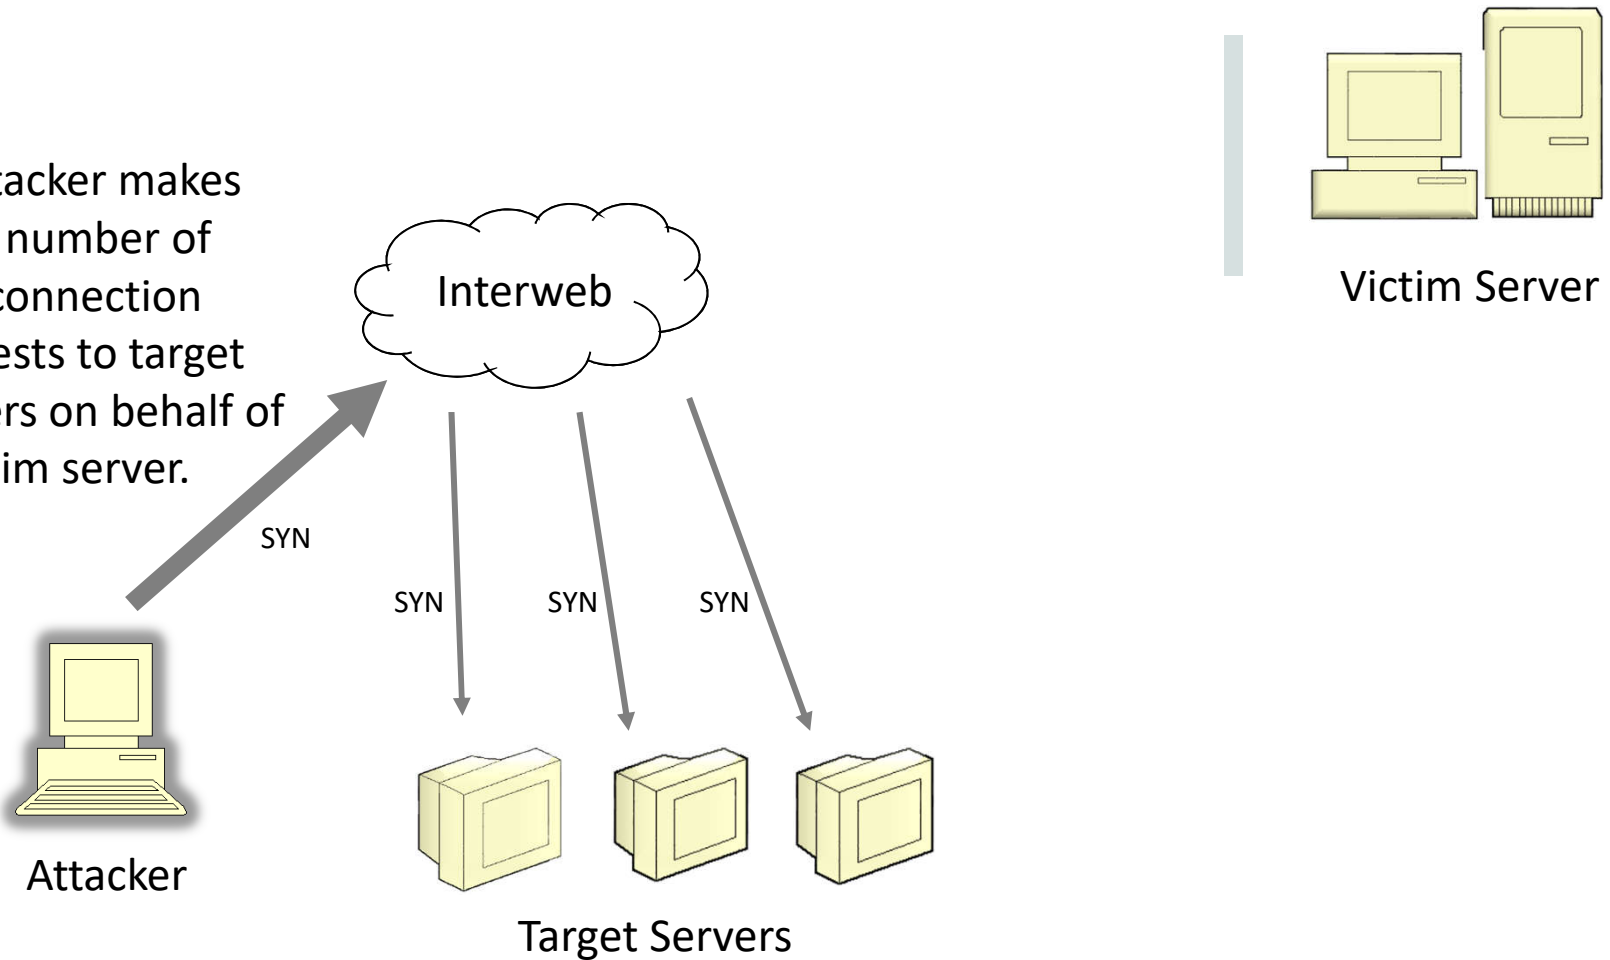 tacker makes
number of
connection
ests to target
ers on behalf of
im server.
Interweb
Victim Server
SYN
SYN SYN SYN
Attacker
Target Servers